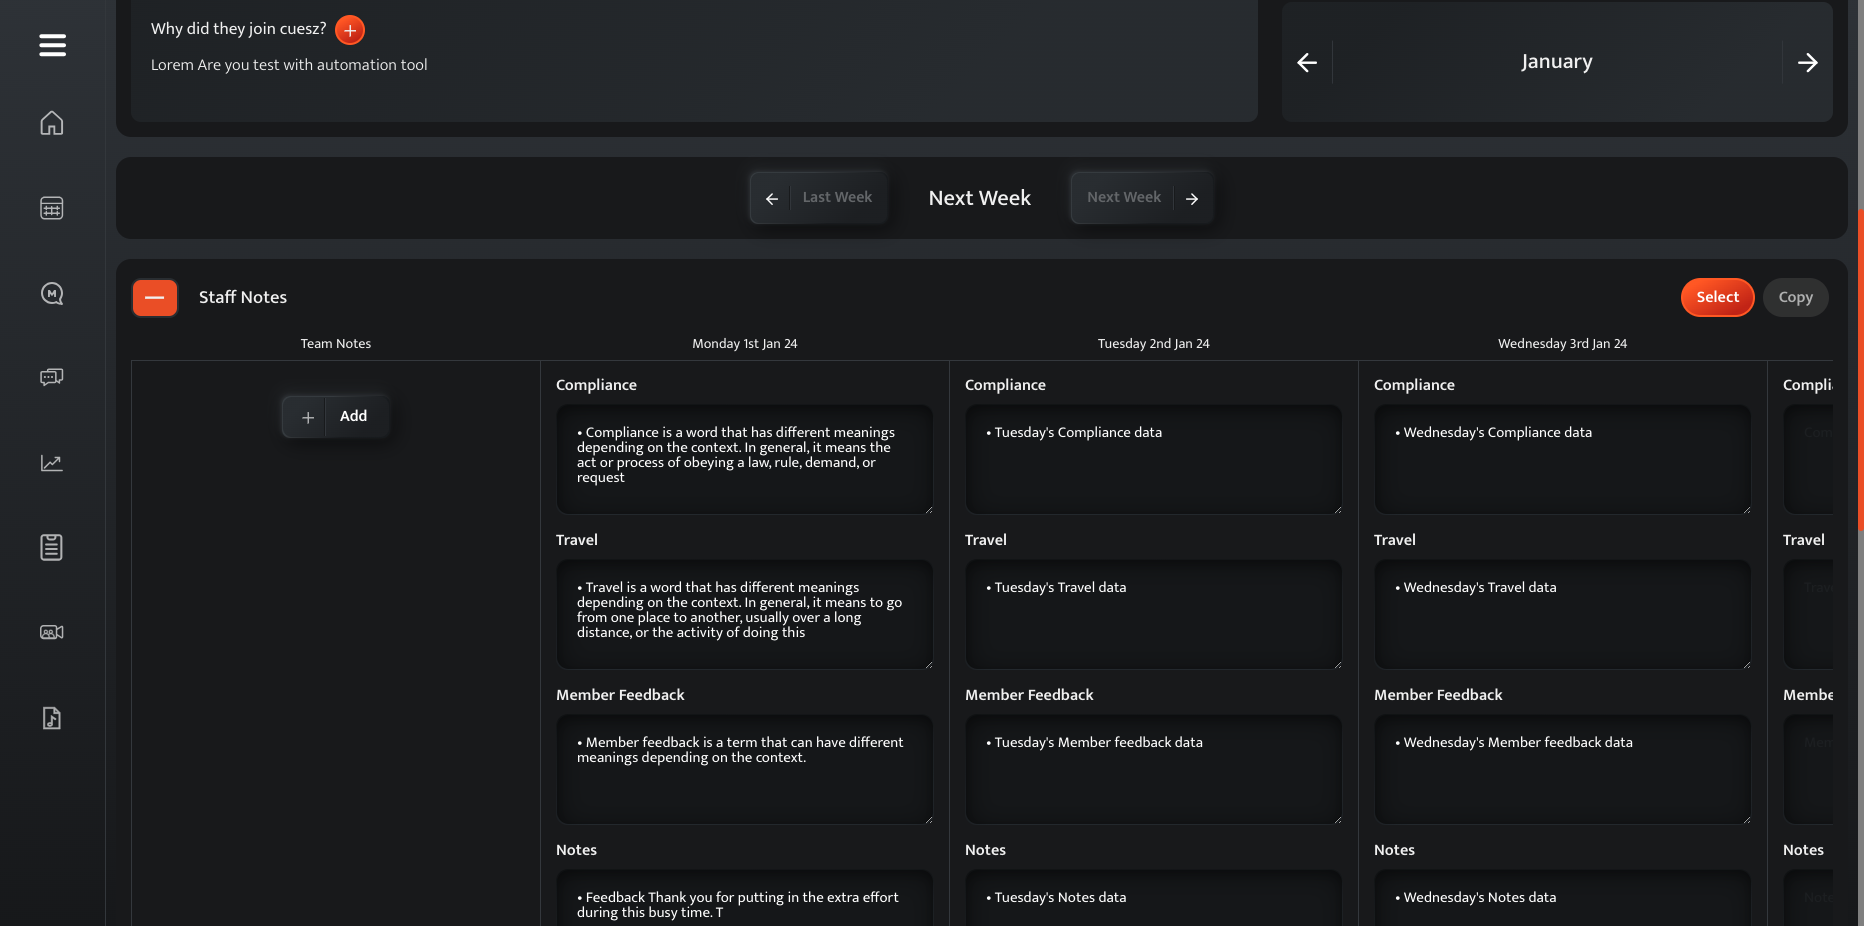 Why did they join cuesz?
Lorem Are you test with automation tool
January
Last Week
Next Week
Next Week
Staff Notes
Select
Copy
Team Notes
Monday 1st Jan 24
Tuesday 2nd Jan 24
Wednesday 3rd Jan 24
Add
Compliance
• Compliance is a word that has different meanings
depending on the context. In general, it means the
act or process of obeying a law, rule, demand, or
request
Travel
• Travel is a word that has different meanings
depending on the context. In general, it means to go
from one place to another, usually over a long
distance, or the activity of doing this
Member Feedback
• Member feedback is a term that can have different
meanings depending on the context.
Notes
• Feedback Thank you for putting in the extra effort
during this busy time. T
Compliance
• Tuesday's Compliance data
Travel
• Tuesday's Travel data
Member Feedback
• Tuesday's Member feedback data
Notes
• Tuesday's Notes data
Compliance
• Wednesday's Compliance data
Travel
• Wednesday's Travel data
Member Feedback
• Wednesday's Member feedback data
Notes
• Wednesday's Notes data
Compli
Travel
Membe
Notes